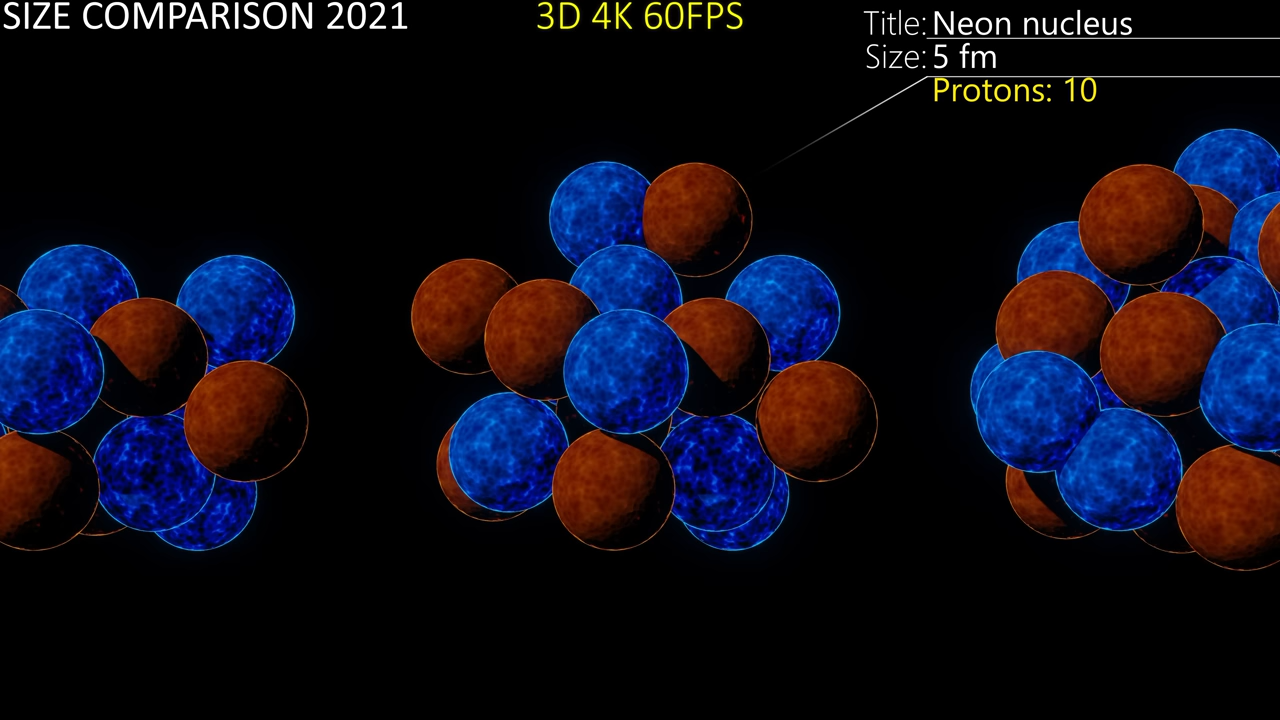 SIZE COMPARISON 2021
3D 4K 60FPS
Title: Neon nucleus
Size: 5 fm
Protons: 10